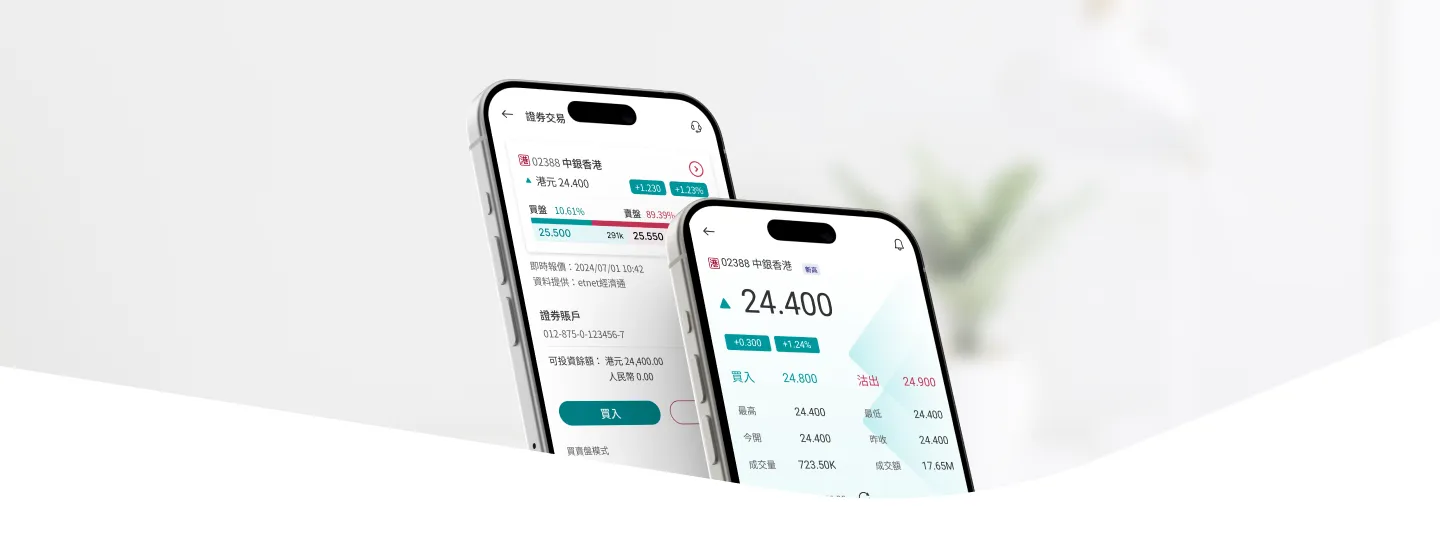 證券交易
港 02388 中銀香港
港元 24.400 +1.230 +1.23%
買盤 10.61% 賣盤 89.39%
25.500 291k 25.550
即時報價：2024/07/01 10:42
資料提供：etnet經濟通
證券賬戶
012-875-0-123456-7
可投資餘額： 港元 24,400.00
人民幣 0.00
買入
買賣盤模式
港 02388 中銀香港 新高
24.400
+0.300 +1.24%
買入 24.800 沽出 24.900
最高 24.400 最低 24.400
今開 24.400 昨收 24.400
成交量 723.50K 成交額 17.65M